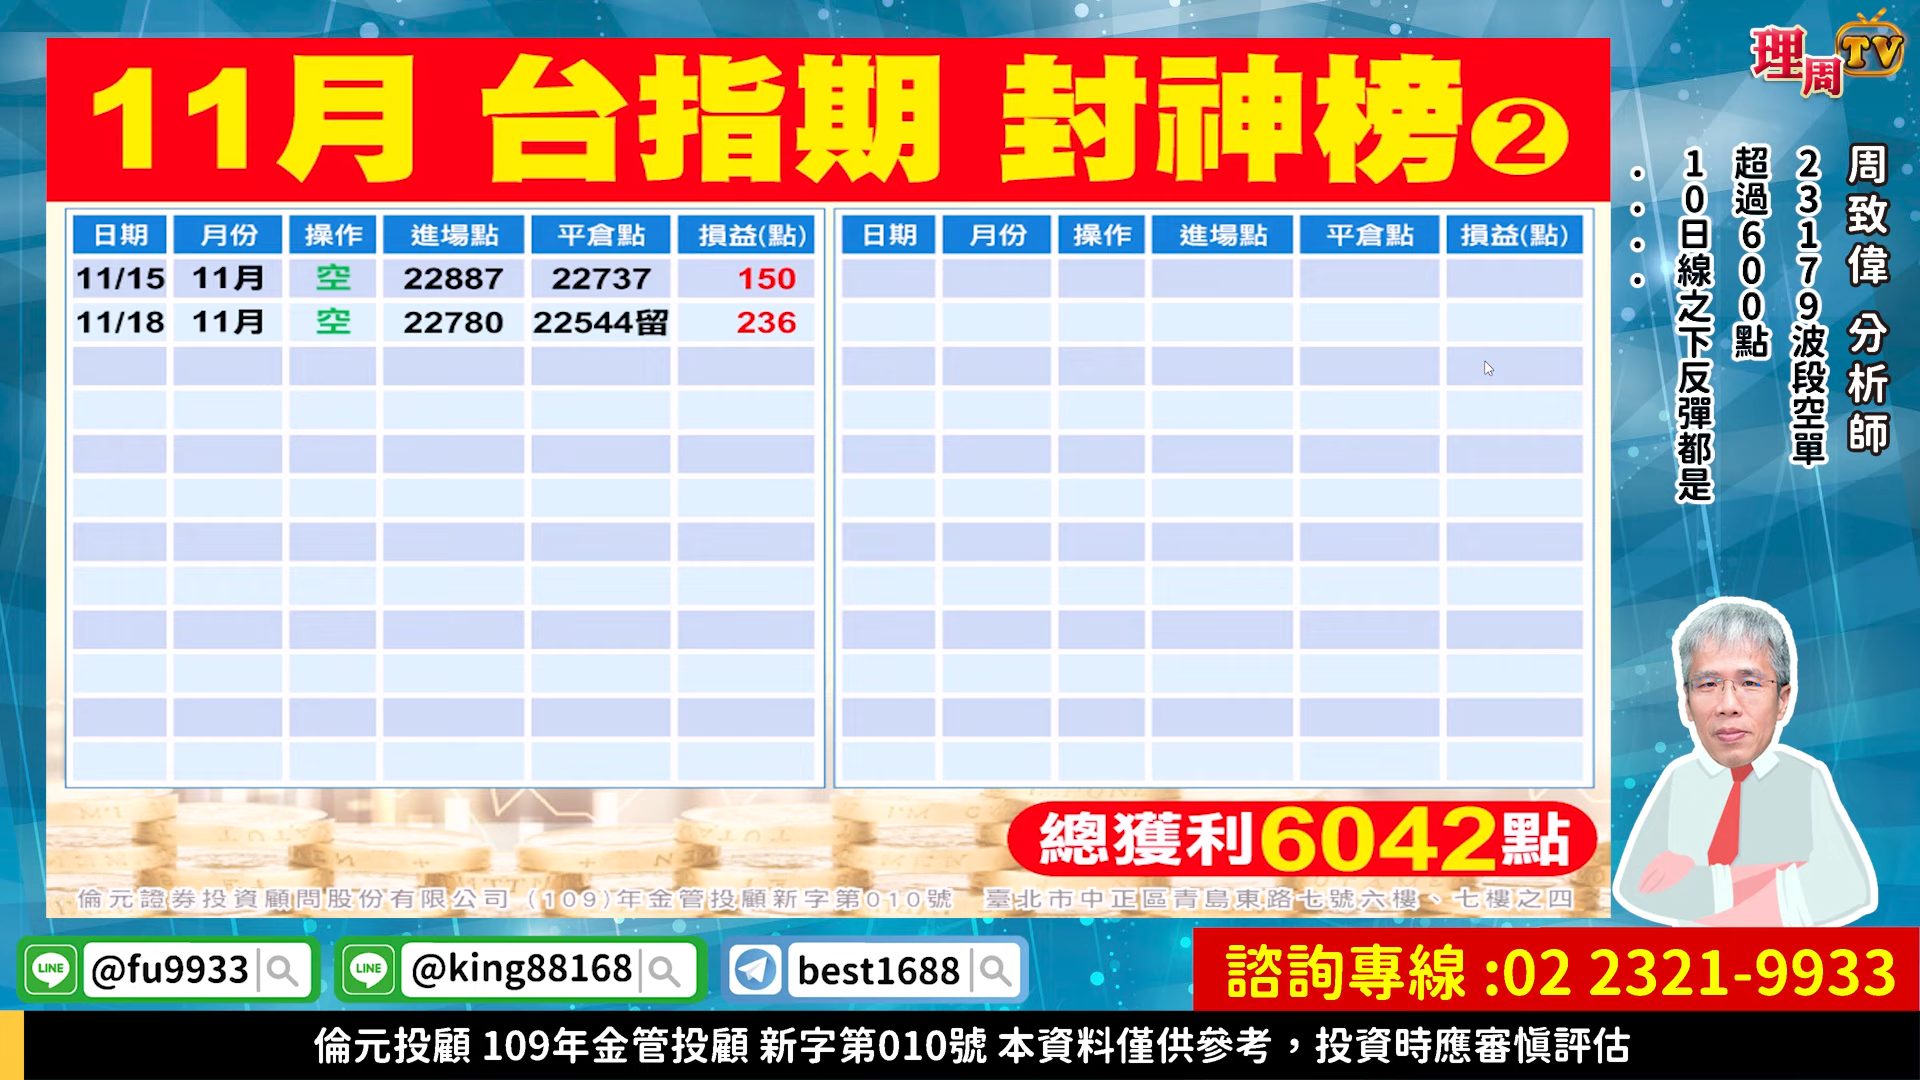 11月 台指期 封神榜❷
日期 月份 操作 進場點 平倉點 損益(點) 日期 月份 操作 進場點 平倉點 損益(點)
11/15 11月 空 22887 22737 150
11/18 11月 空 22780 22544留 236
總獲利6042點
倫元證券投資顧問股份有限公司 (109)年金管投顧新字第010號 臺北市中正區青島東路七號六樓、七樓之四
理周TV
周致偉 分析師
23179波段空單
超過600點
10日線之下反彈都是
....
LINE @fu9933
LINE @king88168
best1688
諮詢專線 :02 2321-9933
倫元投顧 109年金管投顧 新字第010號 本資料僅供參考，投資時應審慎評估